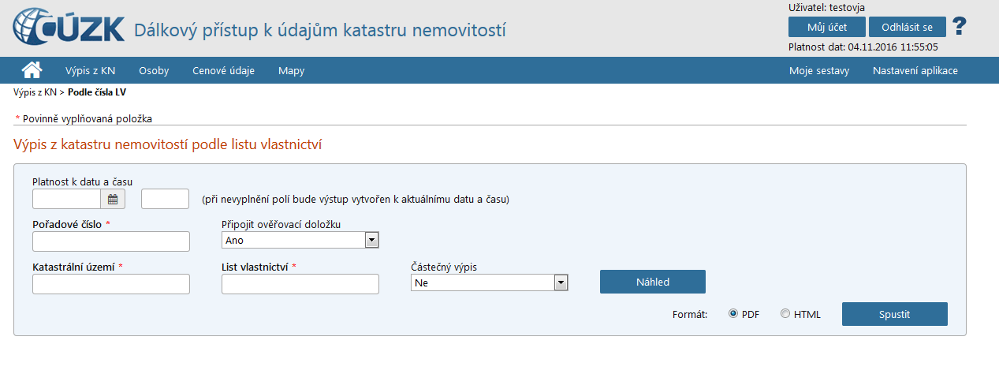 ČÚZK Dálkový přístup k údajům katastru nemovitostí
Uživatel: testovja
Můj účet Odhlásit se ?
Platnost dat: 04.11.2016 11:55:05
Výpis z KN Osoby Cenové údaje Mapy Moje sestavy Nastavení aplikace
Výpis z KN > Podle čísla LV
* Povinně vyplňovaná položka
Výpis z katastru nemovitostí podle listu vlastnictví
Platnost k datu a času
(při nevyplnění polí bude výstup vytvořen k aktuálnímu datu a času)
Pořadové číslo * Připojit ověřovací doložku
Ano
Katastrální území * List vlastnictví * Částečný výpis
Ne Náhled
Formát: PDF HTML Spustit